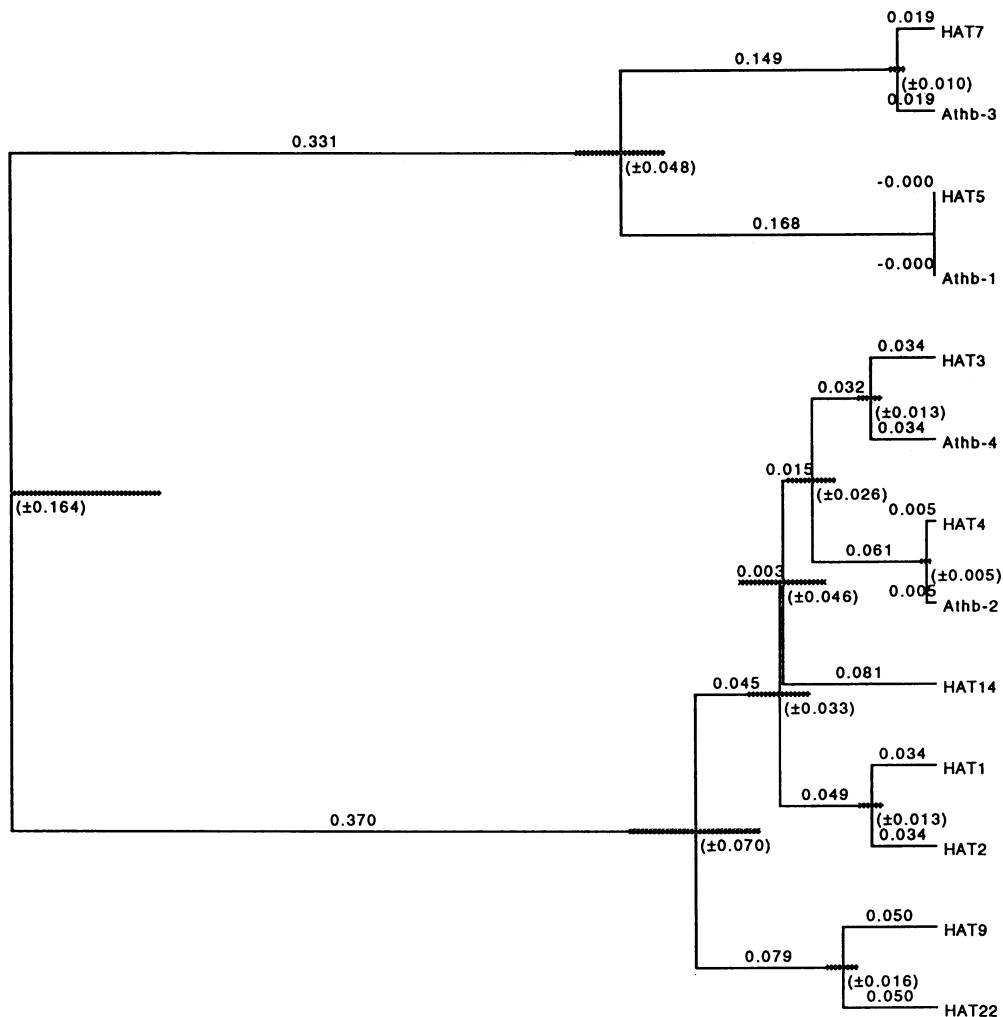 0.019
HAT7
0.149
(±0.010)
0.019
Athb-3
0.331
(±0.048)
-0.000
HAT5
0.168
-0.000
Athb-1
0.034
HAT3
0.032
(±0.013)
0.034
Athb-4
0.015
(±0.026)
(±0.164)
0.005
HAT4
0.061
0.003
(±0.005)
(±0.046)
0.005
Athb-2
0.045
0.081
HAT14
(±0.033)
0.034
HAT1
0.049
(±0.013)
0.034
HAT2
0.370
(±0.070)
0.050
HAT9
0.079
(±0.016)
0.050
HAT22